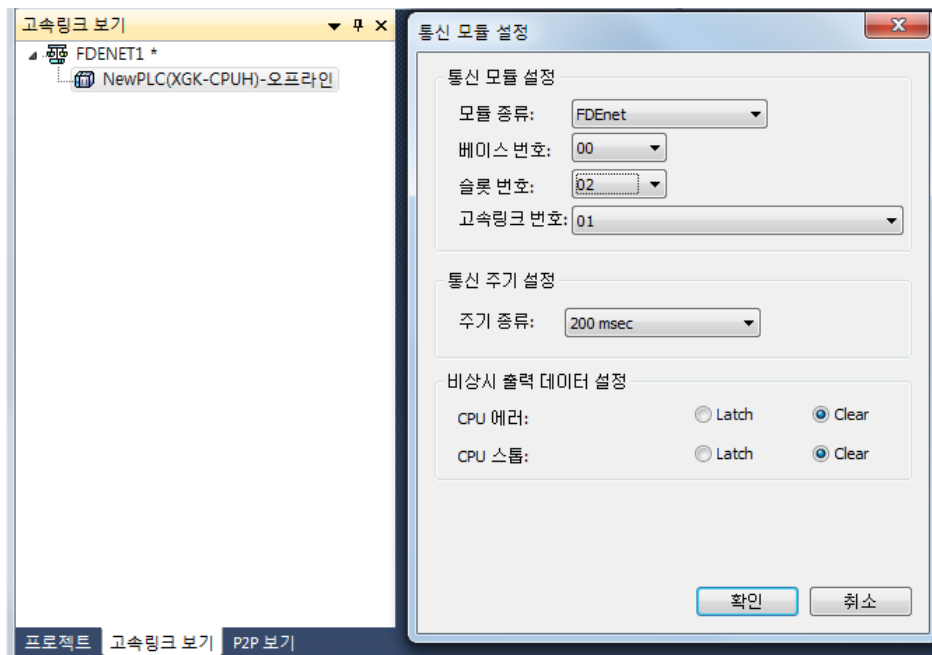 고속링크 보기
FDENET1 *
NewPLC(XGK-CPUH)-오프라인
프로젝트 고속링크 보기 P2P 보기
통신 모듈 설정
통신 모듈 설정
모듈 종류: FDEnet
베이스 번호: 00
슬롯 번호: 02
고속링크 번호: 01
통신 주기 설정
주기 종류: 200 msec
비상시 출력 데이터 설정
CPU 에러: Latch Clear
CPU 스톱: Latch Clear
확인 취소